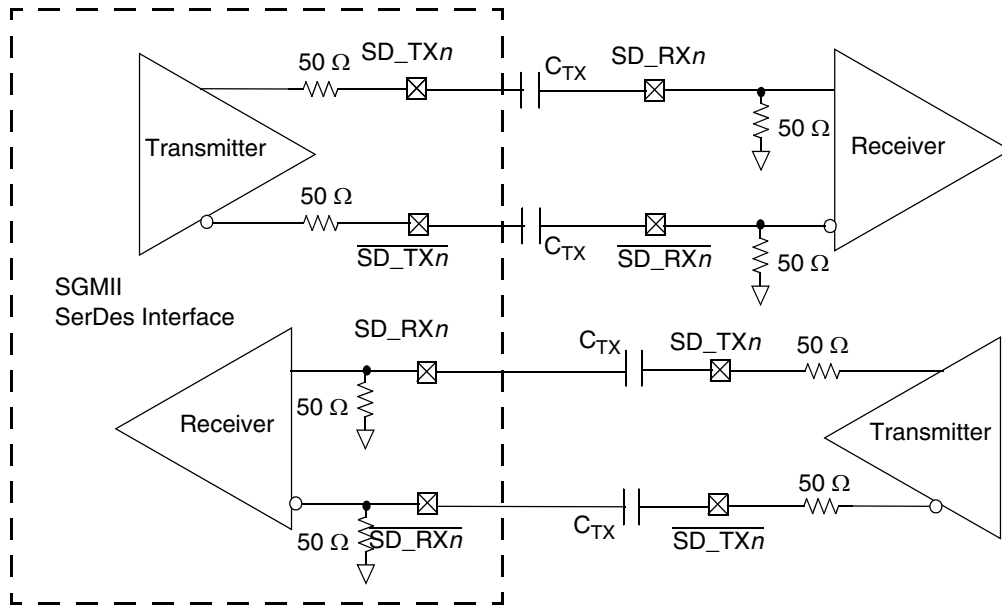 50 Ω
SD_TXn
CTX
SD_RXn
50 Ω
Transmitter
Receiver
50 Ω
SD_TXn
CTX
SD_RXn
50 Ω
SGMII
SerDes Interface
SD_RXn
CTX
SD_TXn
50 Ω
50 Ω
Receiver
Transmitter
50 Ω
50 Ω
SD_RXn
CTX
SD_TXn